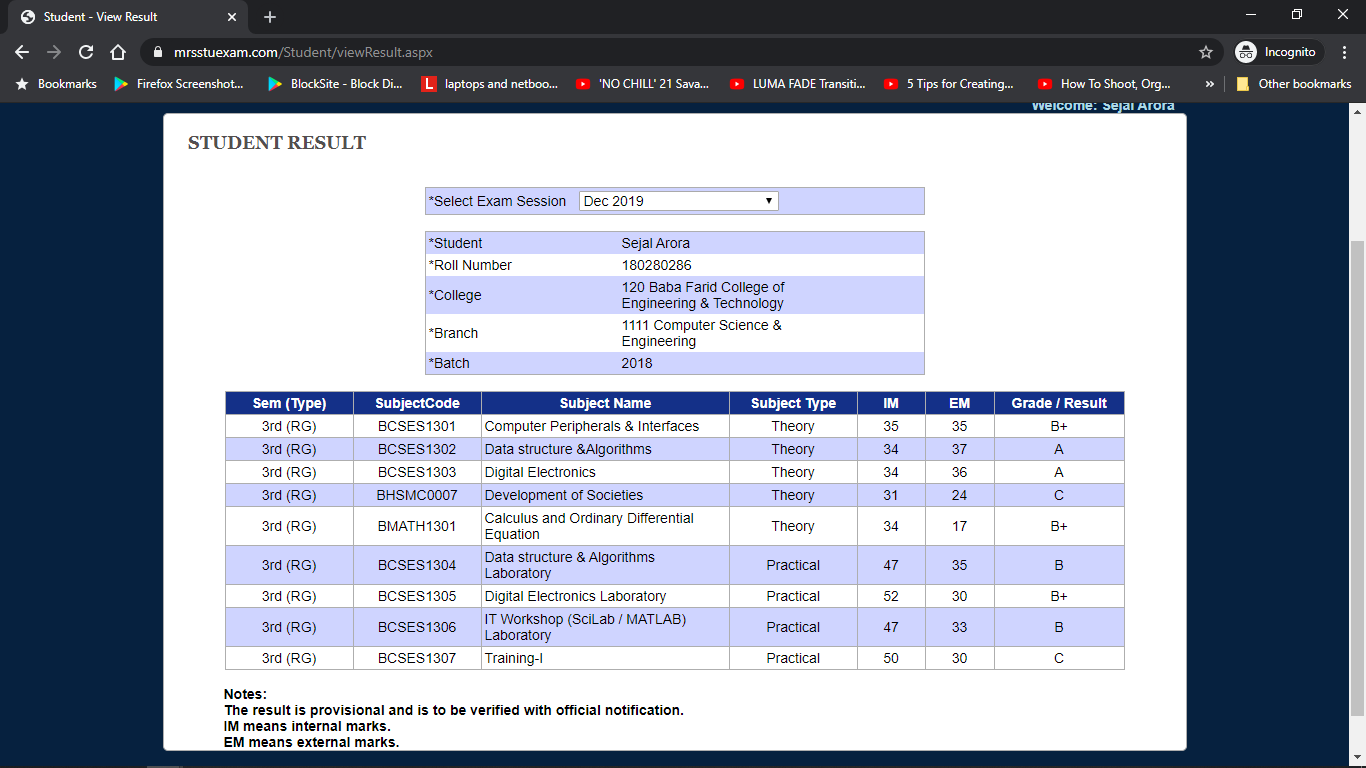 Student - View Result
mrsstuexam.com/Student/viewResult.aspx
Incognito
Bookmarks Firefox Screenshot... BlockSite - Block Di... L laptops and netboo... 'NO CHILL' 21 Sava... LUMA FADE Transiti... 5 Tips for Creating... How To Shoot, Org... » Other bookmarks
Welcome: Sejal Arora
STUDENT RESULT
*Select Exam Session Dec 2019
*Student Sejal Arora
*Roll Number 180280286
*College 120 Baba Farid College of
Engineering & Technology
*Branch 1111 Computer Science &
Engineering
*Batch 2018
Sem (Type) SubjectCode Subject Name Subject Type IM EM Grade / Result
3rd (RG) BCSES1301 Computer Peripherals & Interfaces Theory 35 35 B+
3rd (RG) BCSES1302 Data structure &Algorithms Theory 34 37 A
3rd (RG) BCSES1303 Digital Electronics Theory 34 36 A
3rd (RG) BHSMC0007 Development of Societies Theory 31 24 C
3rd (RG) BMATH1301 Calculus and Ordinary Differential
Equation Theory 34 17 B+
3rd (RG) BCSES1304 Data structure & Algorithms
Laboratory Practical 47 35 B
3rd (RG) BCSES1305 Digital Electronics Laboratory Practical 52 30 B+
3rd (RG) BCSES1306 IT Workshop (SciLab / MATLAB)
Laboratory Practical 47 33 B
3rd (RG) BCSES1307 Training-I Practical 50 30 C
Notes:
The result is provisional and is to be verified with official notification.
IM means internal marks.
EM means external marks.